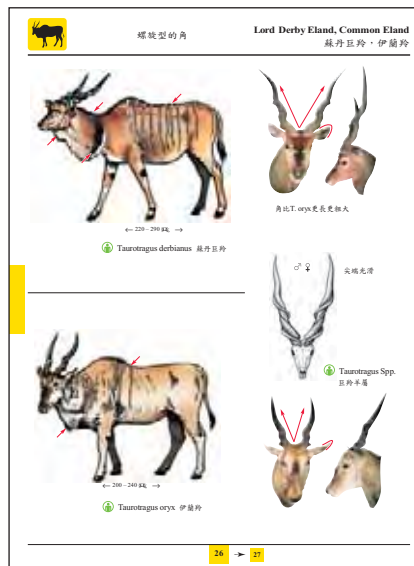 螺旋型的角
Lord Derby Eland, Common Eland
蘇丹巨羚，伊蘭羚
角比T. oryx更長更粗大
← 220 – 290 公分 →
Taurotragus derbianus 蘇丹巨羚
♂ ♀
尖端光滑
Taurotragus Spp.
巨羚羊屬
← 200 – 240 公分 →
Taurotragus oryx 伊蘭羚
26 → 27